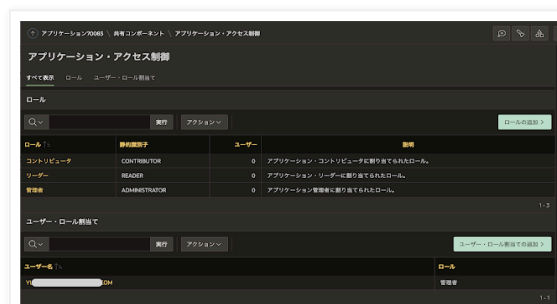 アプリケーション70083 \ 共有コンポーネント \ アプリケーション・アクセス制御
アプリケーション・アクセス制御
すべて表示 ロール ユーザー・ロール割当て
ロール
実行 アクション ロールの追加 >
ロール 静的識別子 ユーザー 説明
コントリビュータ CONTRIBUTOR 0 アプリケーション・コントリビュータに割り当てられたロール。
リーダー READER 0 アプリケーション・リーダーに割り当てられたロール。
管理者 ADMINISTRATOR 0 アプリケーション管理者に割り当てられたロール。
1 - 3
ユーザー・ロール割当て
実行 アクション ユーザー・ロール割当ての追加 >
ユーザー名 ロール
管理者
1 - 1